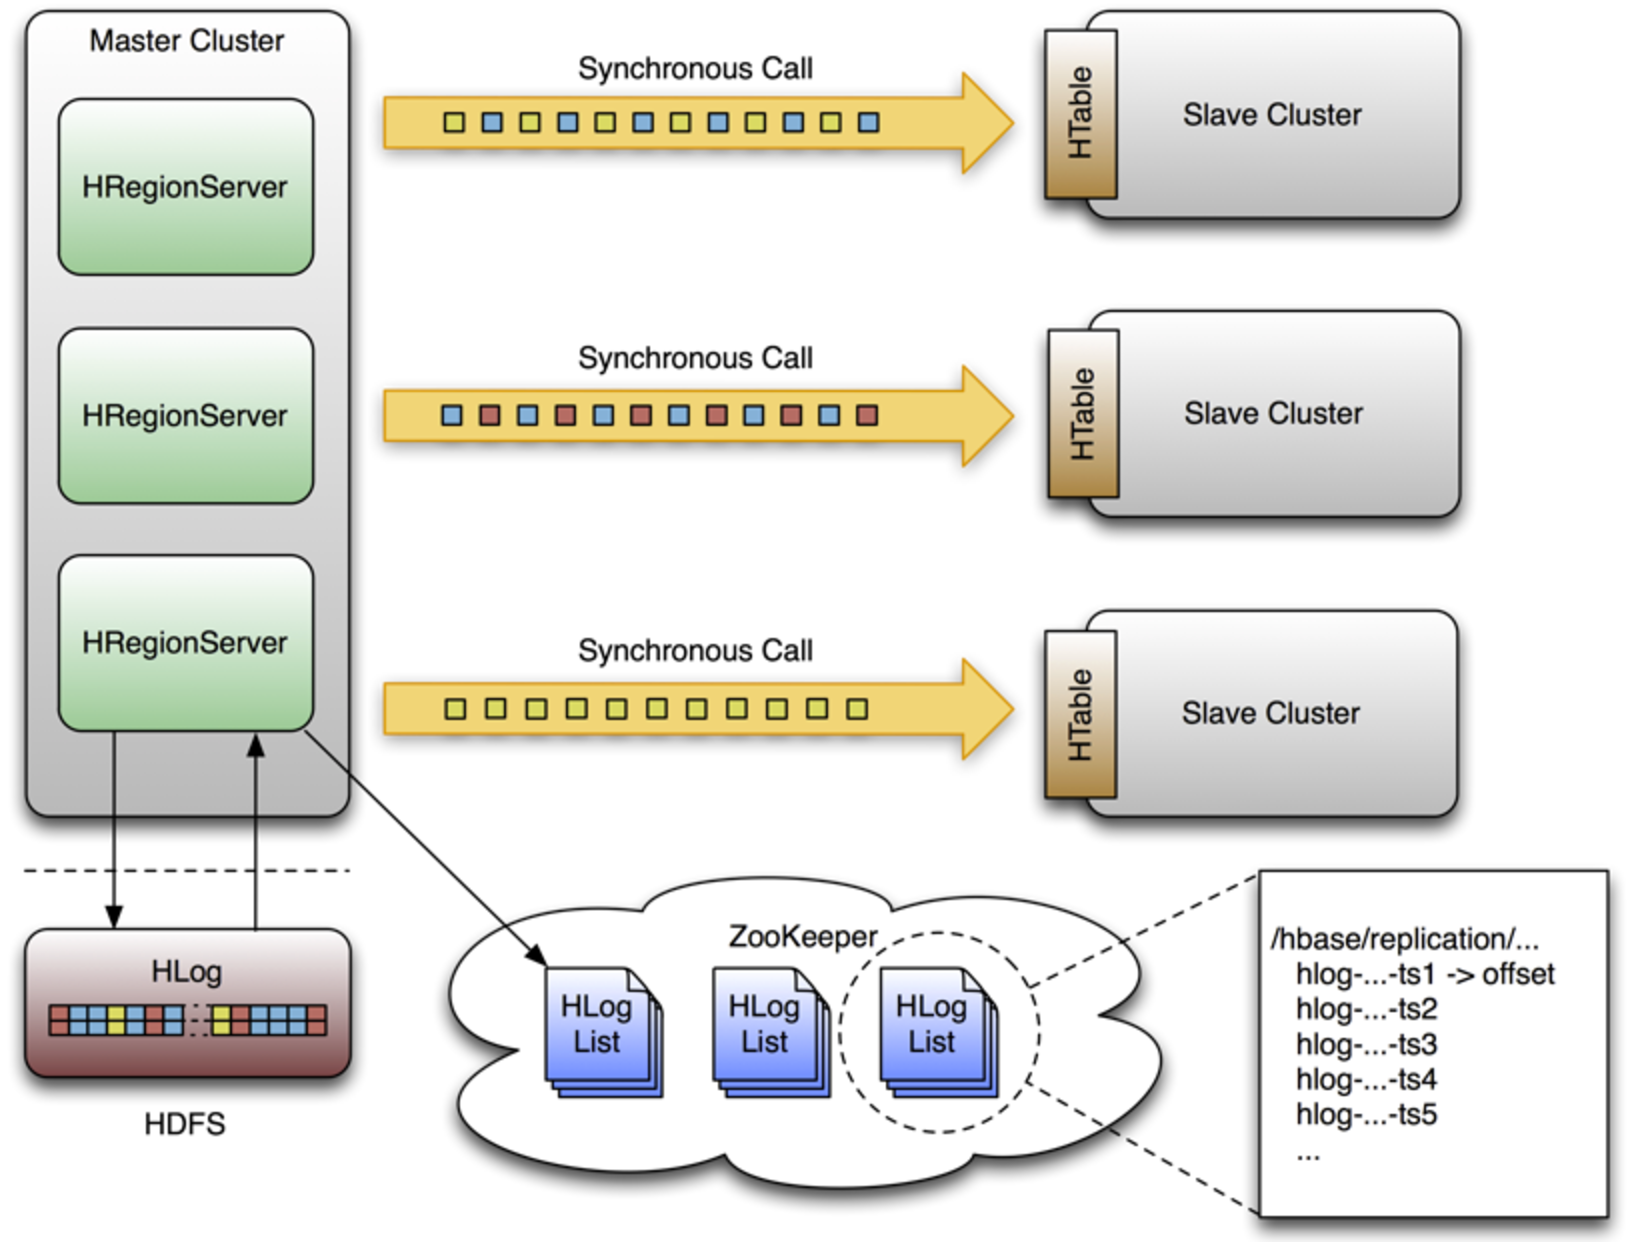 Master Cluster
HRegionServer
HRegionServer
HRegionServer
Synchronous Call
HTable
Slave Cluster
Synchronous Call
HTable
Slave Cluster
Synchronous Call
HTable
Slave Cluster
HLog
HDFS
ZooKeeper
HLog
List
HLog
List
HLog
List
/hbase/replication/...
hlog-...-ts1 -> offset
hlog-...-ts2
hlog-...-ts3
hlog-...-ts4
hlog-...-ts5
...